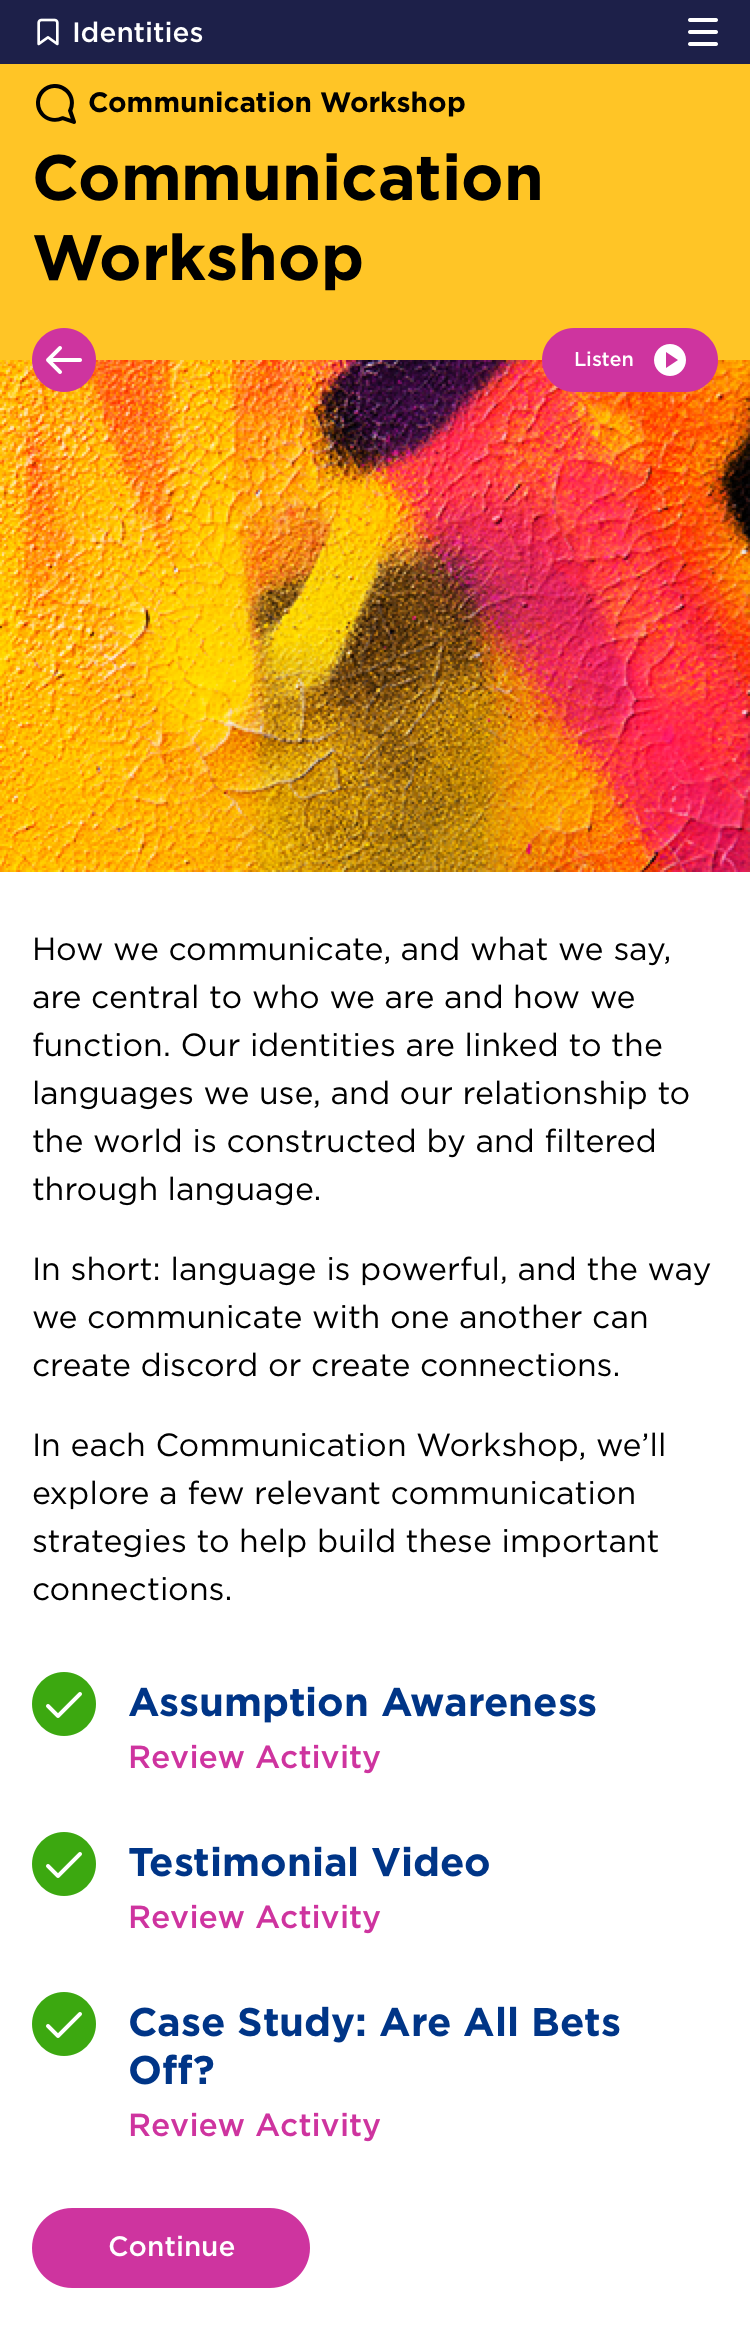 Identities
Communication Workshop
Communication
Workshop
Listen
How we communicate, and what we say,
are central to who we are and how we
function. Our identities are linked to the
languages we use, and our relationship to
the world is constructed by and filtered
through language.
In short: language is powerful, and the way
we communicate with one another can
create discord or create connections.
In each Communication Workshop, we’ll
explore a few relevant communication
strategies to help build these important
connections.
Assumption Awareness
Review Activity
Testimonial Video
Review Activity
Case Study: Are All Bets
Off?
Review Activity
Continue